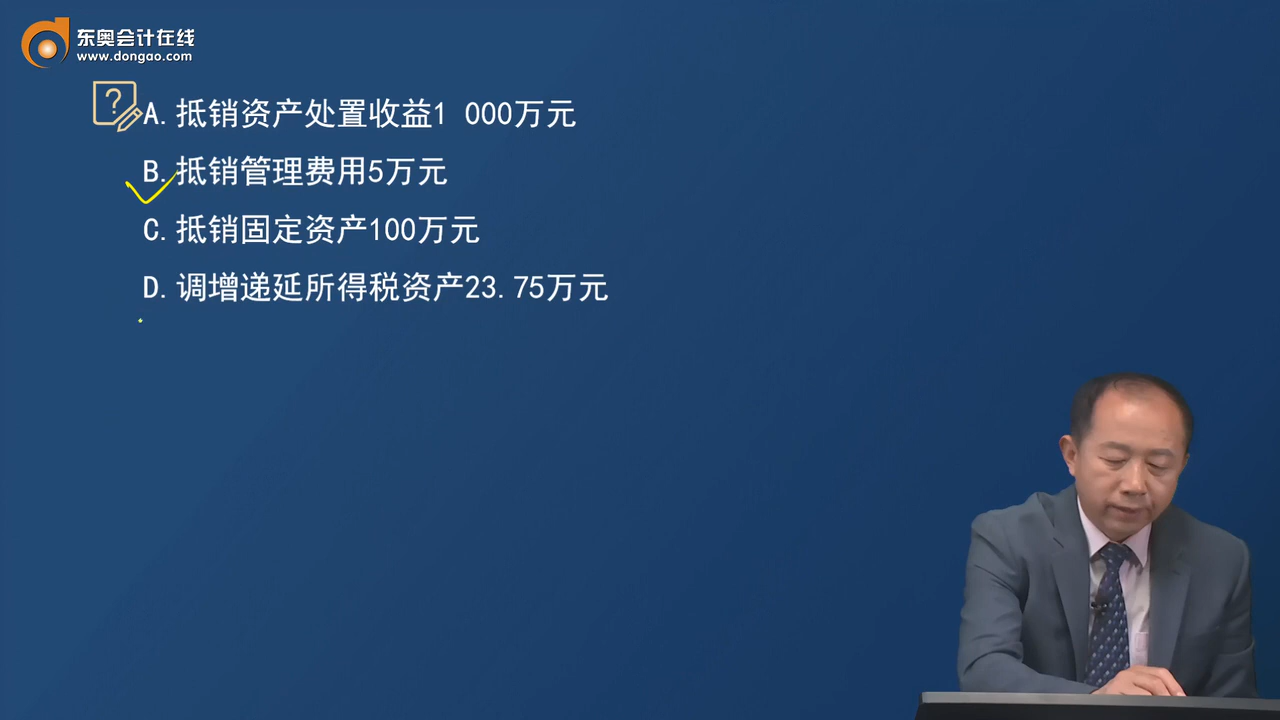 东奥会计在线
www.dongao.com
A.抵销资产处置收益1 000万元
B.抵销管理费用5万元
C.抵销固定资产100万元
D.调增递延所得税资产23.75万元